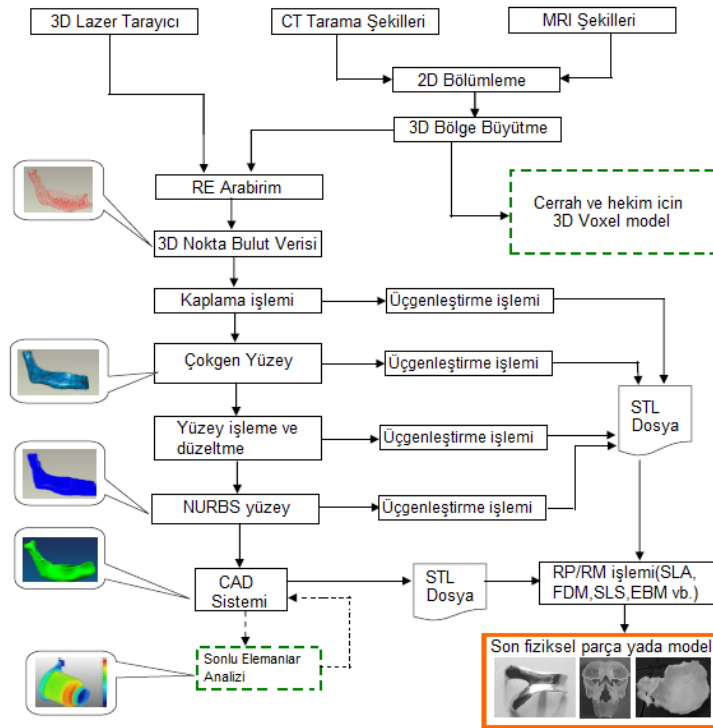 3D Lazer Tarayıcı
CT Tarama Şekilleri
MRI Şekilleri
2D Bölümleme
3D Bölge Büyütme
RE Arabirim
Cerrah ve hekim icin
3D Voxel model
3D Nokta Bulut Verisi
Kaplama işlemi
Üçgenleştirme işlemi
Çokgen Yüzey
Üçgenleştirme işlemi
STL
Dosya
Yüzey işleme ve
düzeltme
Üçgenleştirme işlemi
NURBS yüzey
Üçgenleştirme işlemi
CAD
Sistemi
STL
Dosya
RP/RM işlemi(SLA,
FDM,SLS,EBM vb.)
Sonlu Elemanlar
Analizi
Son fiziksel parça yada model